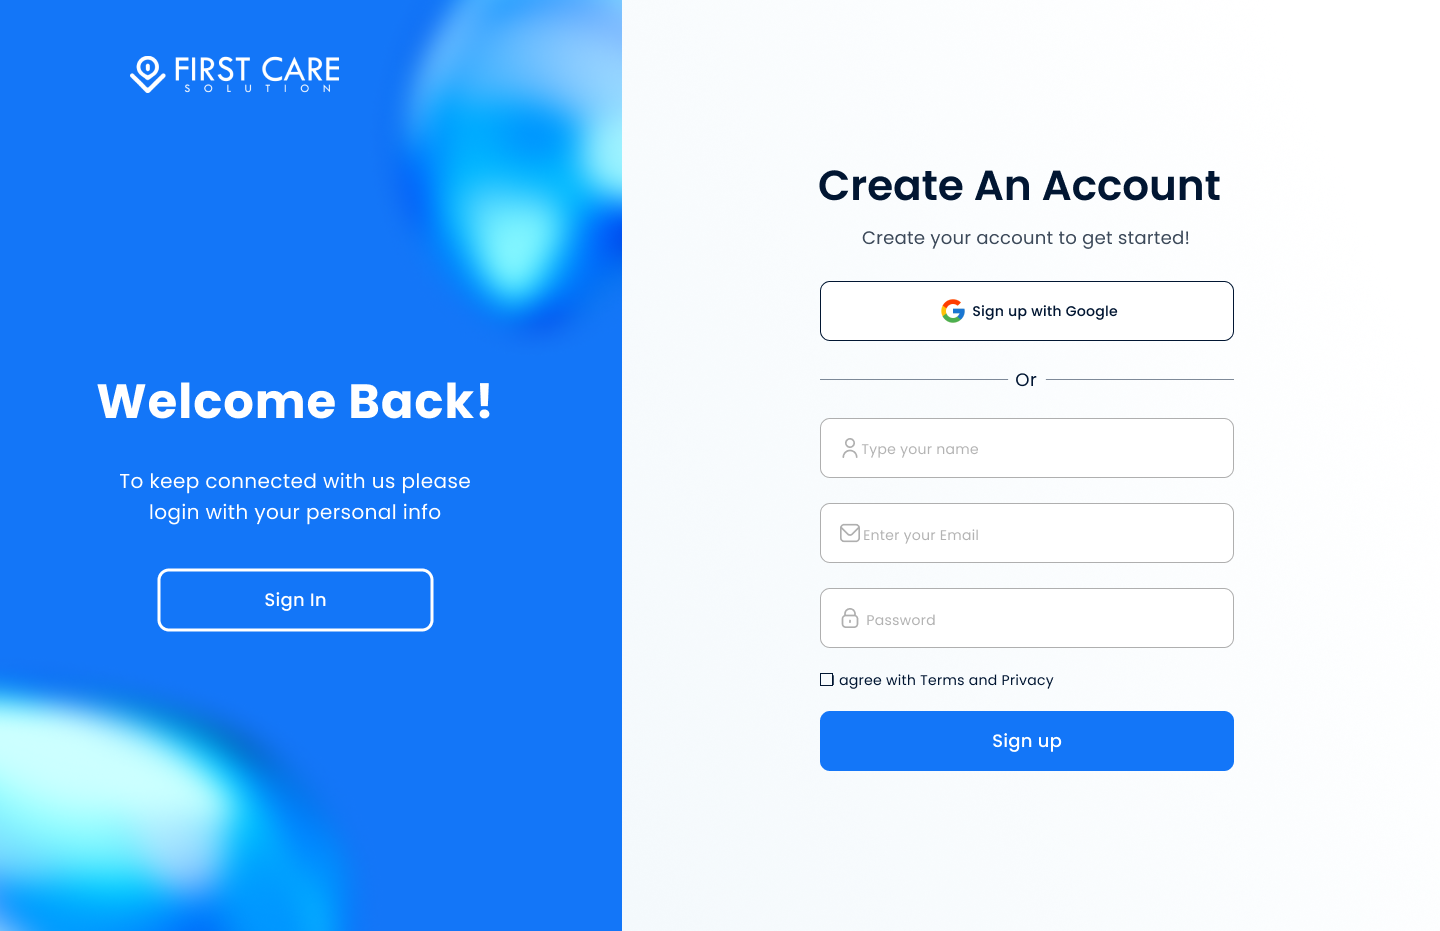 FIRST CARE
SOLUTION
Welcome Back!
To keep connected with us please
login with your personal info
Sign In
Create An Account
Create your account to get started!
Sign up with Google
Or
Type your name
Enter your Email
Password
agree with Terms and Privacy
Sign up